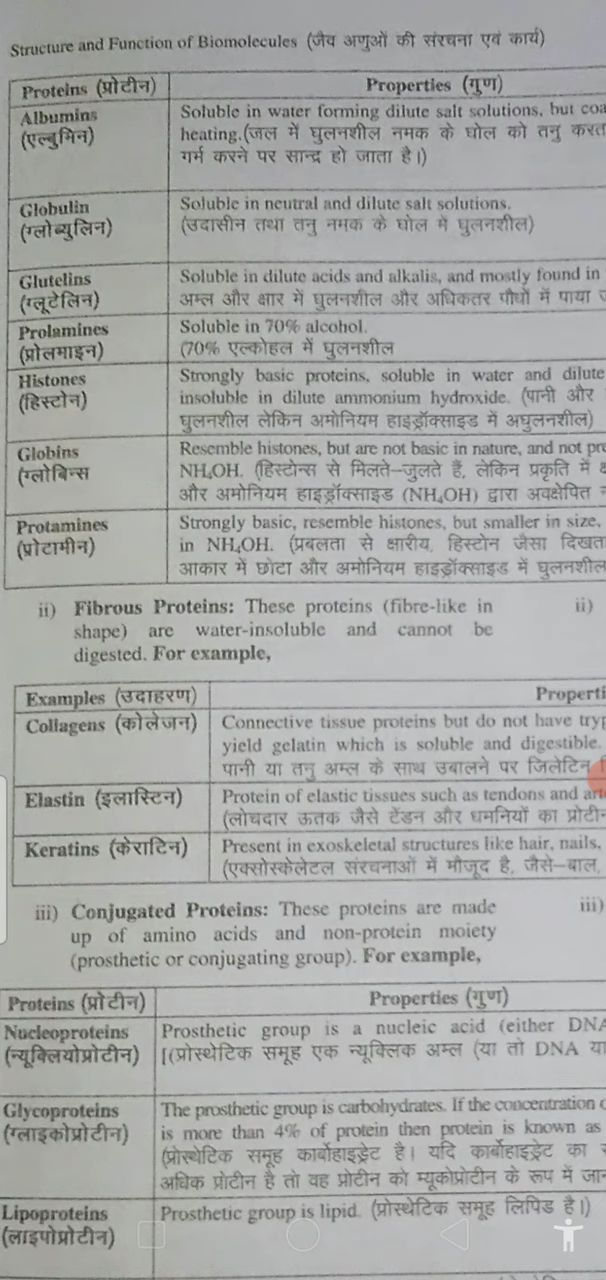 Structure and Function of Biomolecules (जैव अणुओं की संरचना एवं कार्य)
Proteins (प्रोटीन)
Properties (गुण)
Albumins
(एल्बुमिन)
Soluble in water forming dilute salt solutions, but
heating.(जल में घुलनशील नमक के घोल को तनु
गर्म करने पर सान्द्र हो जाता है।)
Globulin
(ग्लोब्युलिन)
Soluble in neutral and dilute salt solutions.
(उदासीन तथा तनु नमक के घोल में घुलनशील)
Glutelins
(ग्लूटेलिन)
Soluble in dilute acids and alkalis, and mostly found in
अम्ल और क्षार में घुलनशील और अधिकतर पौधों में पाया
Prolamines
(प्रोलमाइन)
Soluble in 70% alcohol.
(70% एल्कोहल में घुलनशील
Histones
(हिस्टोन)
Strongly basic proteins, soluble in water and dilute
insoluble in dilute ammonium hydroxide. (पानी और
घुलनशील लेकिन अमोनियम हाइड्रॉक्साइड में अघुलनशील)
Globins
(ग्लोबिन्स
Resemble histones, but are not basic in nature, and not
NH₄OH. (हिस्टोन्स से मिलते-जुलते हैं, लेकिन प्रकृति में
और अमोनियम हाइड्रॉक्साइड (NH₄OH) द्वारा अवक्षेपित
Protamines
(प्रोटामीन)
Strongly basic, resemble histones, but smaller in size,
in NH₄OH. (प्रबलता से क्षारीय, हिस्टोन जैसा
आकार में छोटा और अमोनियम हाइड्रॉक्साइड में घुलनशील
ii) Fibrous Proteins: These proteins (fibre-like in
shape) are water-insoluble and cannot be
digested. For example,
ii)
Examples (उदाहरण)
Collagens (कोलेजन)
Connective tissue proteins but do not have
yield gelatin which is soluble and digestible.
पानी या तनु अम्ल के साथ उबालने पर जिलेटिन
Elastin (इलास्टिन)
Protein of elastic tissues such as tendons and
(लोचदार ऊतक जैसे टेंडन और धमनियों का
Keratins (केराटिन)
Present in exoskeletal structures like hair, nails,
(एक्सोस्केलेटल संरचनाओं में मौजूद है, जैसे-बाल,
iii) Conjugated Proteins: These proteins are made
up of amino acids and non-protein moiety
(prosthetic or conjugating group). For example,
iii)
Proteins (प्रोटीन)
Properties (गुण)
Nucleoproteins
(न्यूक्लियोप्रोटीन)
Prosthetic group is a nucleic acid (either DNA
[(प्रोस्थेटिक समूह एक न्यूक्लिक अम्ल (या तो DNA या
Glycoproteins
(ग्लाइकोप्रोटीन)
The prosthetic group is carbohydrates. If the concentration
is more than 4% of protein then protein is known as
(प्रोस्थेटिक समूह कार्बोहाइड्रेट है। यदि कार्बोहाइड्रेट का
अधिक प्रोटीन है तो वह प्रोटीन को म्यूकोप्रोटीन के रूप में
Lipoproteins
(लाइपोप्रोटीन)
Prosthetic group is lipid. (प्रोस्थेटिक समूह लिपिड है।)